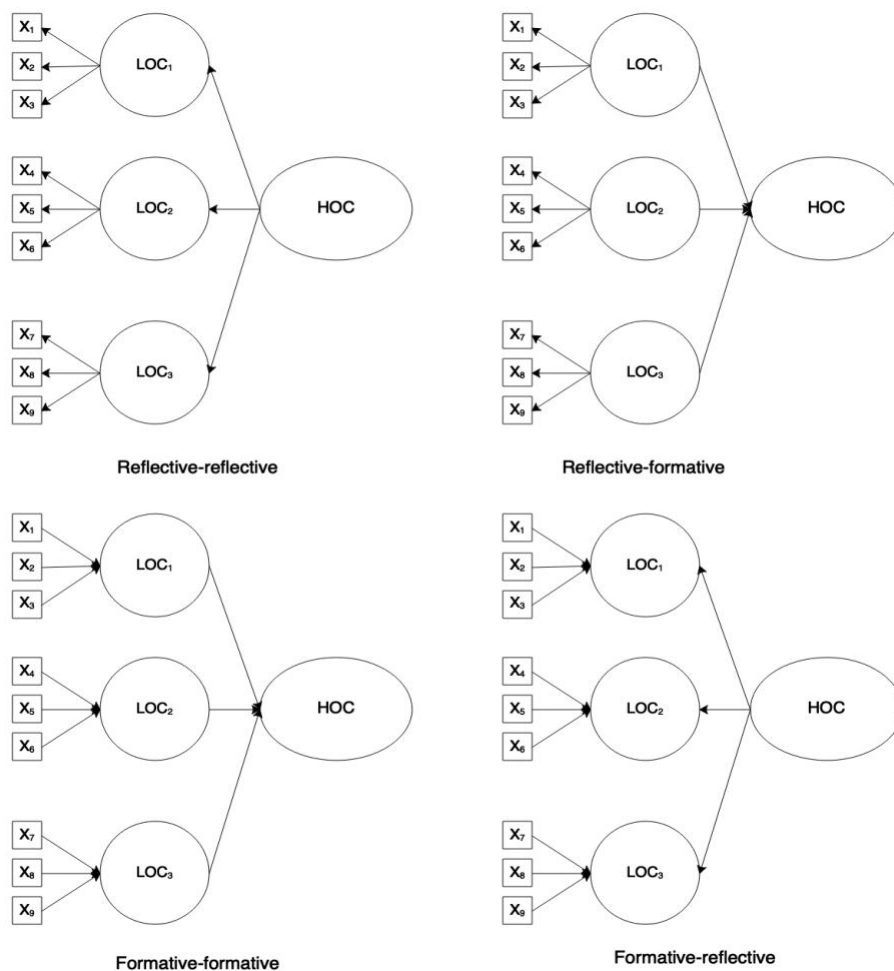 X₁
X₂
X₃
LOC₁
X₄
X₅
X₆
LOC₂
HOC
X₇
X₈
X₉
LOC₃
Reflective-reflective
X₁
X₂
X₃
LOC₁
X₄
X₅
X₆
LOC₂
HOC
X₇
X₈
X₉
LOC₃
Reflective-formative
X₁
X₂
X₃
LOC₁
X₄
X₅
X₆
LOC₂
HOC
X₇
X₈
X₉
LOC₃
Formative-formative
X₁
X₂
X₃
LOC₁
X₄
X₅
X₆
LOC₂
HOC
X₇
X₈
X₉
LOC₃
Formative-reflective